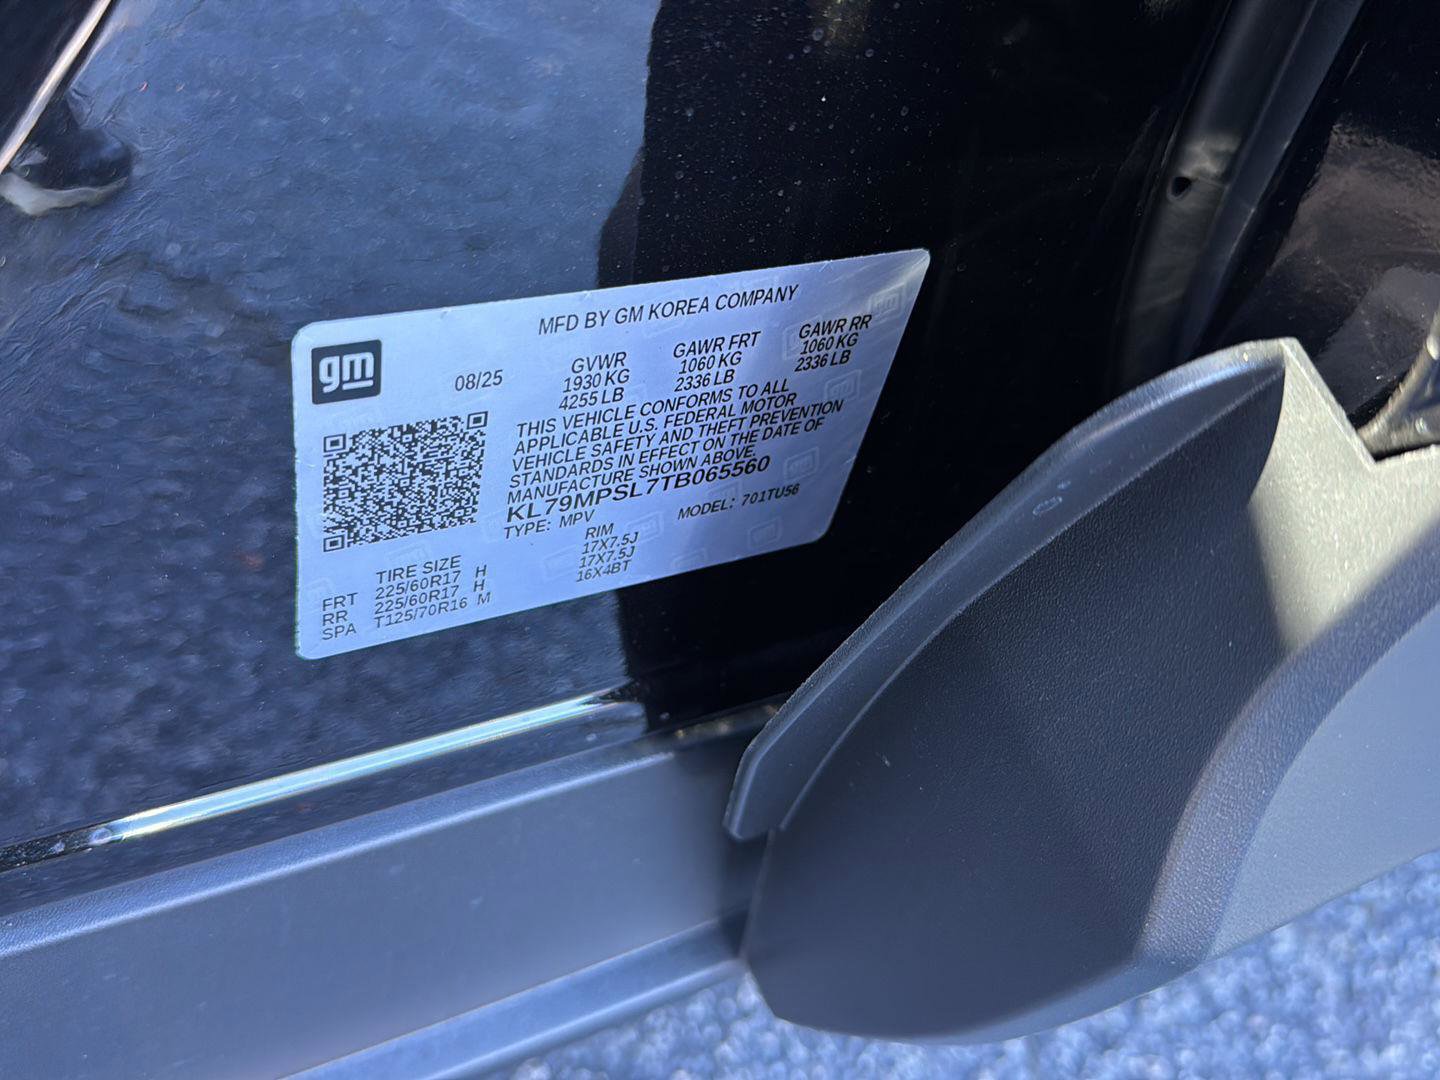 gm
MFD BY GM KOREA COMPANY
08/25
GVWR GAWR FRT GAWR RR
1930 KG 1060 KG 1060 KG
4255 LB 2336 LB 2336 LB
THIS VEHICLE CONFORMS TO ALL
APPLICABLE U.S. FEDERAL MOTOR
VEHICLE SAFETY AND THEFT PREVENTION
STANDARDS IN EFFECT ON THE DATE OF
MANUFACTURE SHOWN ABOVE.
KL79MPSL7TB065560
TYPE: MPV MODEL: 701TU56
TIRE SIZE RIM
FRT 225/60R17 H 17X7.5J
RR 225/60R17 H 17X7.5J
SPA T125/70R16 M 16X4BT